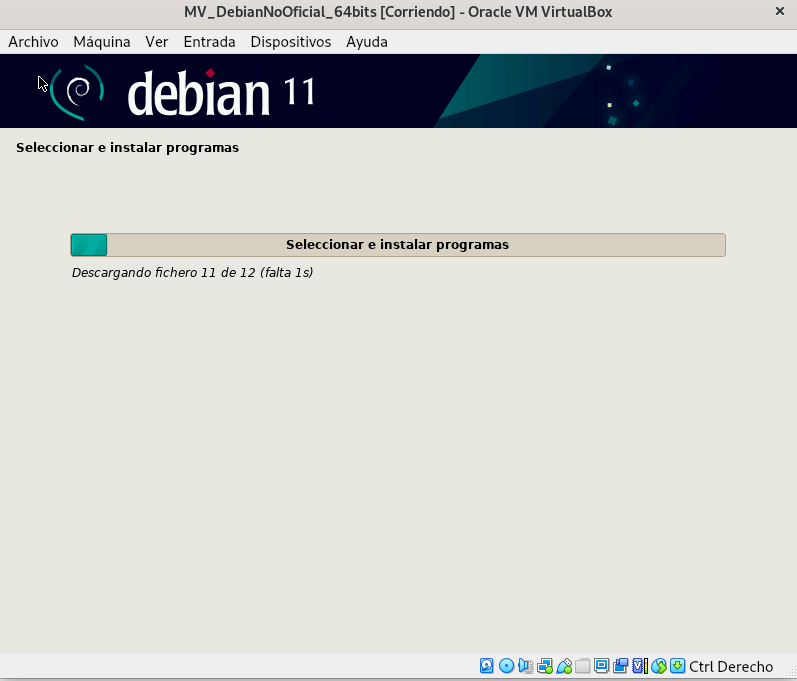 MV_DebianNoOficial_64bits [Corriendo] - Oracle VM VirtualBox
Archivo Máquina Ver Entrada Dispositivos Ayuda
debian 11
Seleccionar e instalar programas
Seleccionar e instalar programas
Descargando fichero 11 de 12 (falta 1s)
Ctrl Derecho